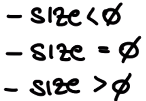 - size < ø
- size = ø
- size > ø